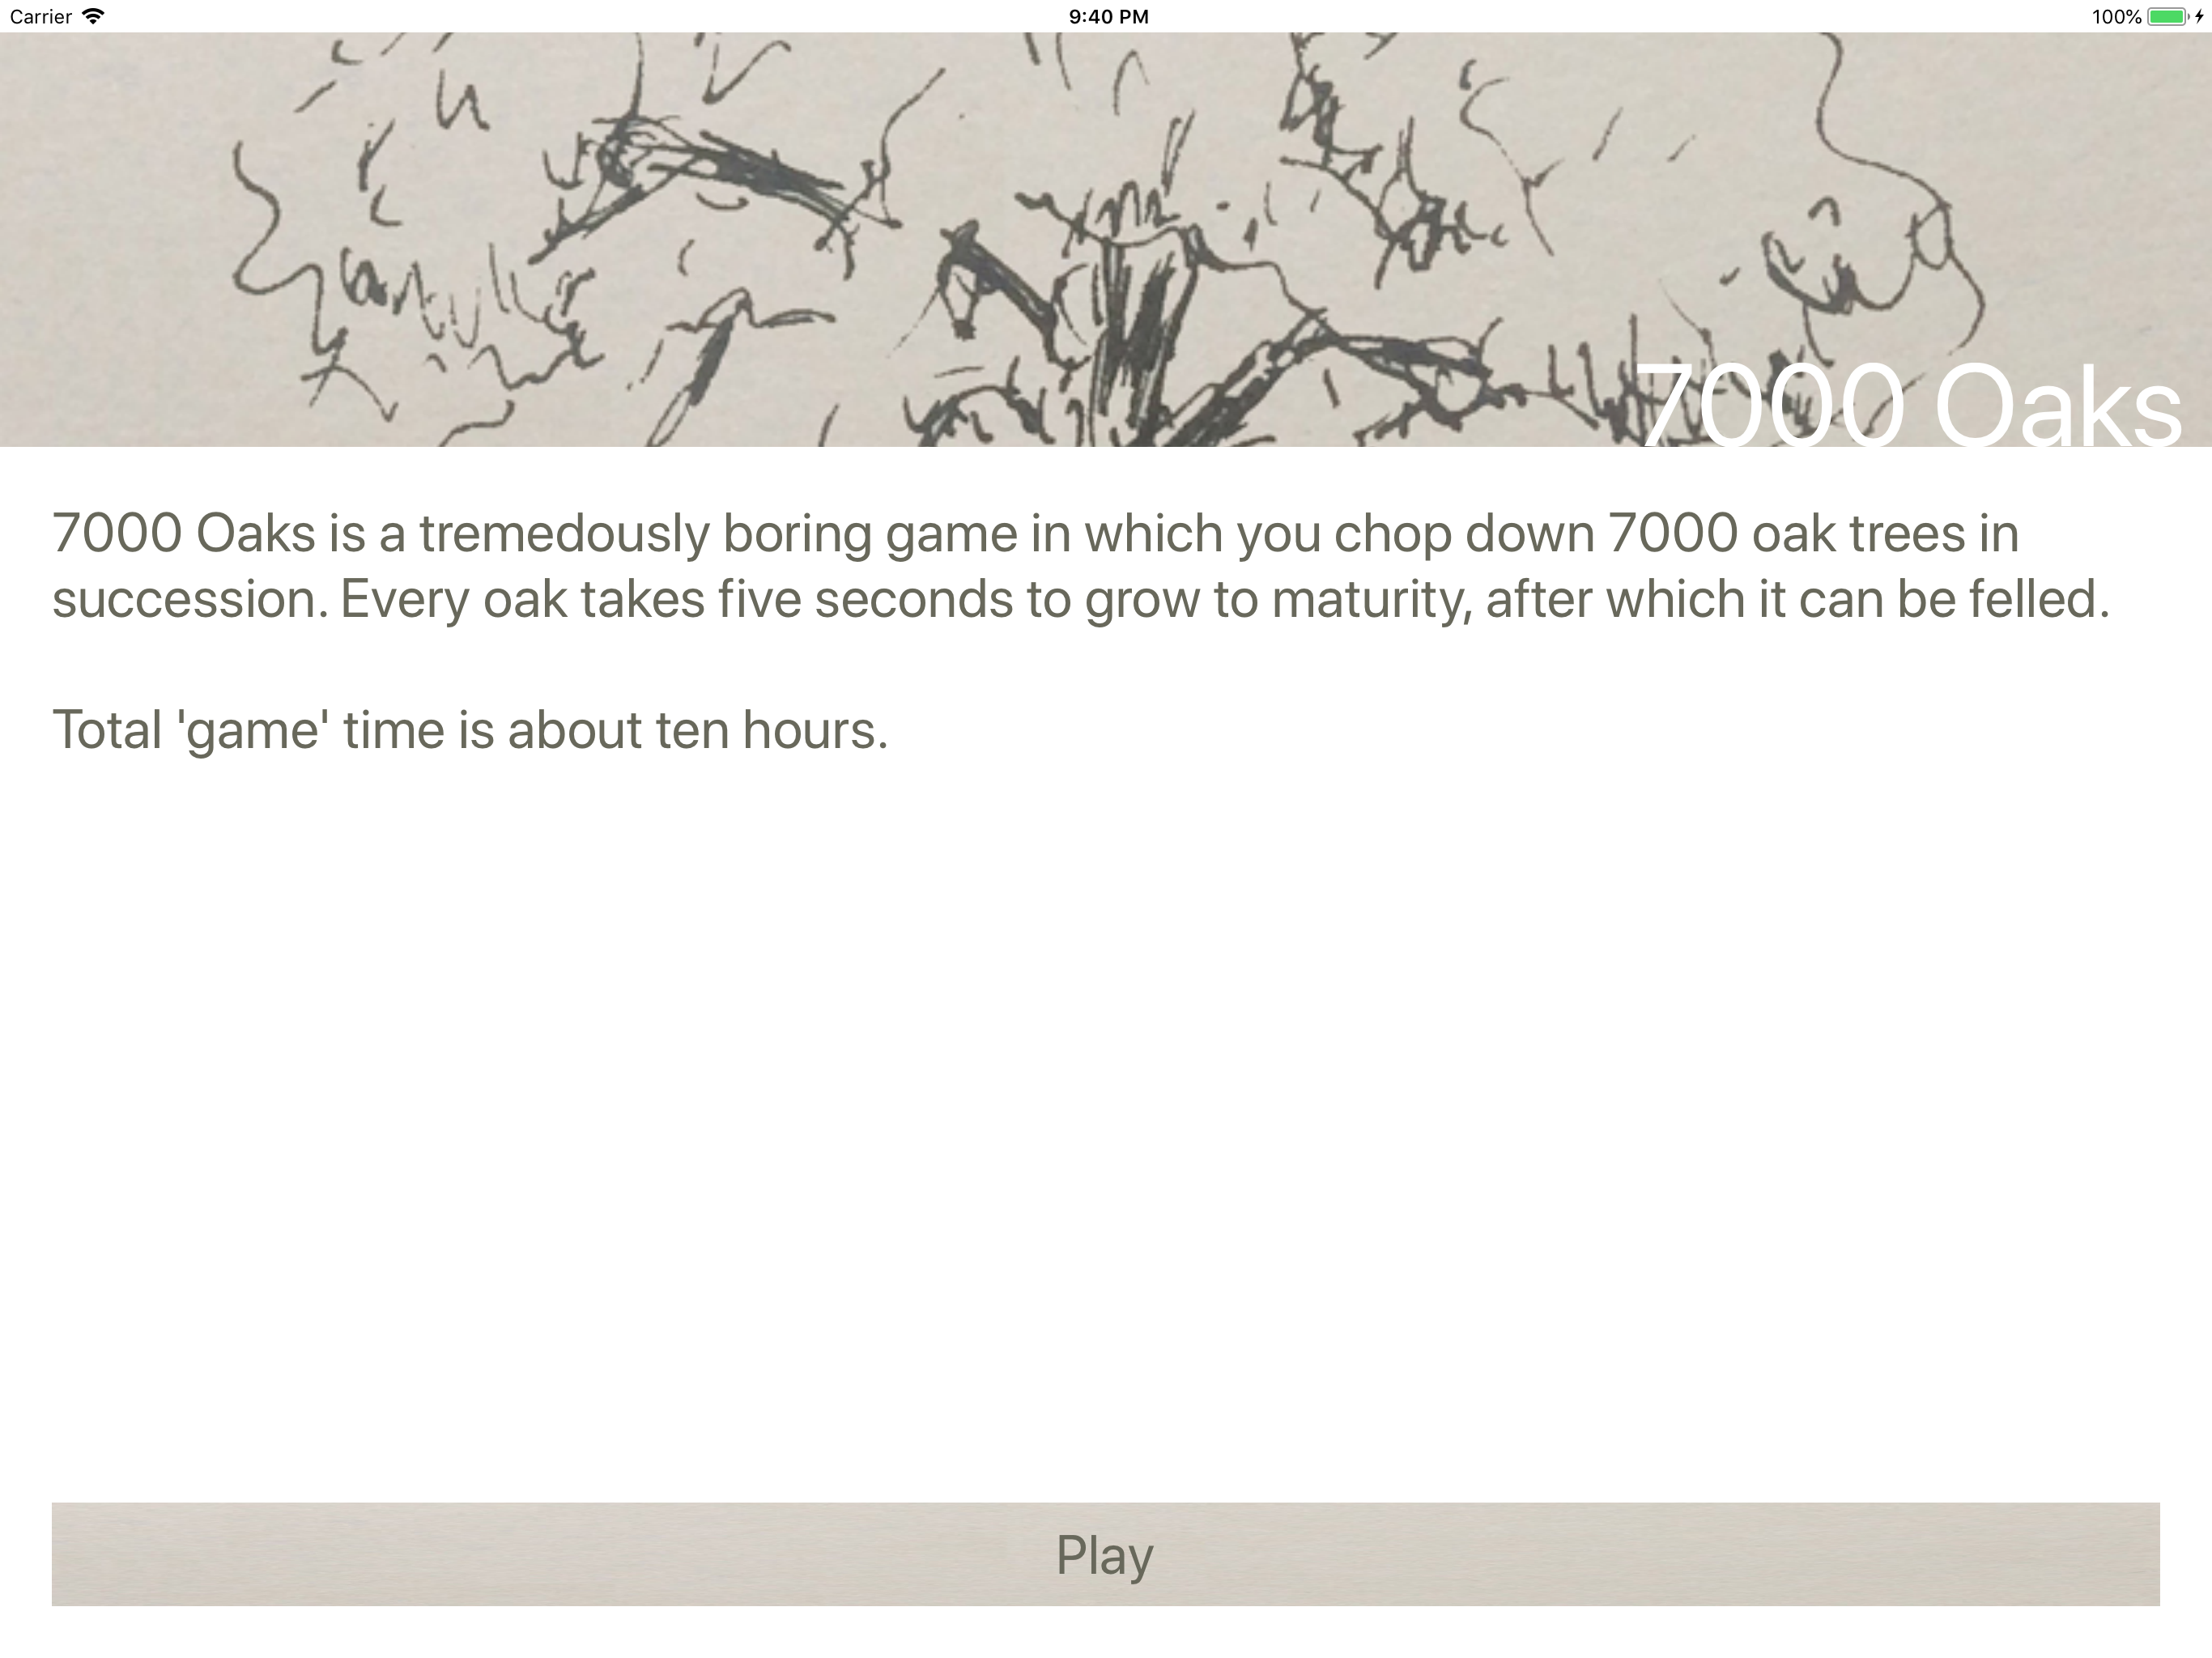 Carrier 9:40 PM 100%
7000 Oaks
7000 Oaks is a tremedously boring game in which you chop down 7000 oak trees in
succession. Every oak takes five seconds to grow to maturity, after which it can be felled.
Total 'game' time is about ten hours.
Play